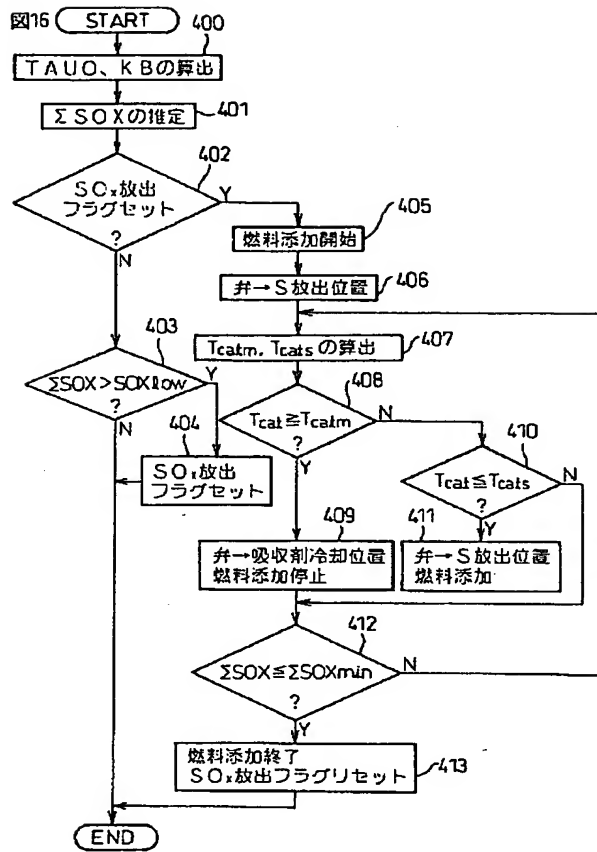 図16
START
400
TAUO、KBの算出
ΣSOXの推定
401
402
SOx放出
フラグセット
?
Y
N
405
燃料添加開始
弁→S放出位置
406
403
ΣSOX>SOXlow
?
Y
N
404
SOx放出
フラグセット
407
Tcatm, Tcatsの算出
408
Tcat≧Tcatm
?
N
Y
410
Tcat≦Tcats
?
N
Y
409
弁→吸収剤冷却位置
燃料添加停止
411
弁→S放出位置
燃料添加
412
ΣSOX≦ΣSOXmin
?
N
Y
燃料添加終了
SOx放出フラグリセット
413
END